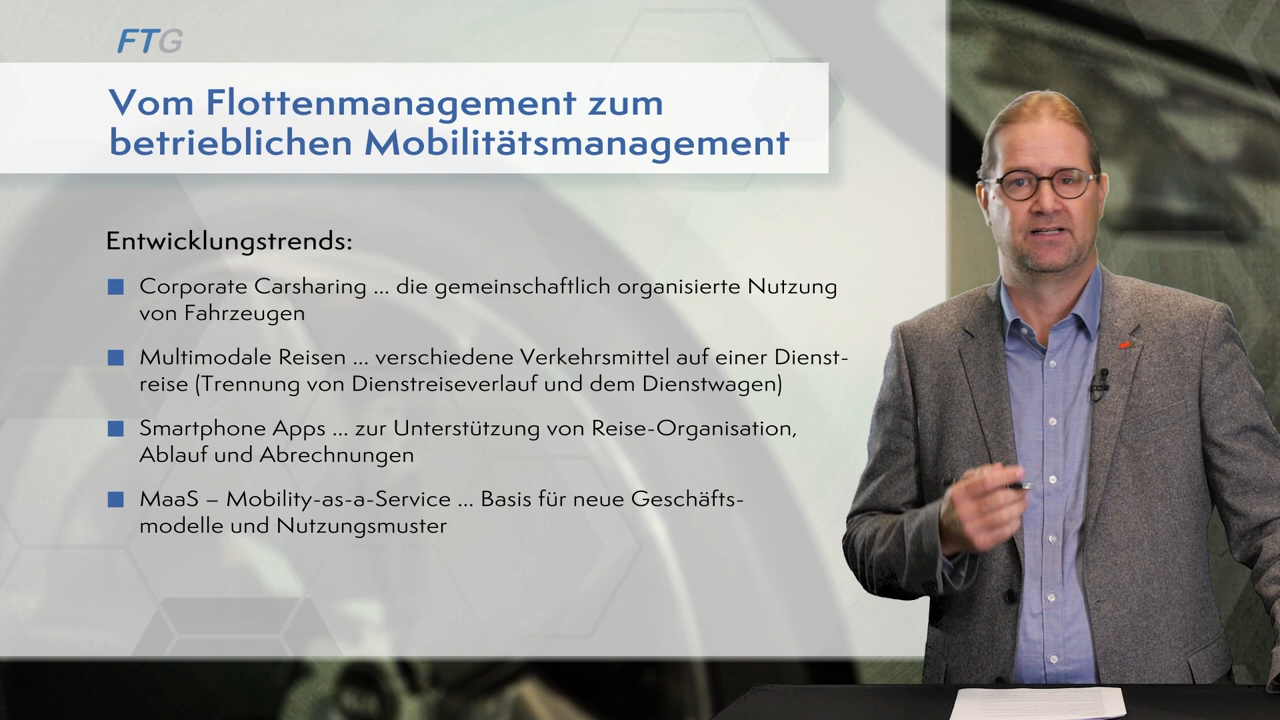 FTG
Vom Flottenmanagement zum
betrieblichen Mobilitätsmanagement
Entwicklungstrends:
Corporate Carsharing ... die gemeinschaftlich organisierte Nutzung
von Fahrzeugen
Multimodale Reisen ... verschiedene Verkehrsmittel auf einer Dienst-
reise (Trennung von Dienstreiseverlauf und dem Dienstwagen)
Smartphone Apps ... zur Unterstützung von Reise-Organisation,
Ablauf und Abrechnungen
MaaS – Mobility-as-a-Service ... Basis für neue Geschäfts-
modelle und Nutzungsmuster